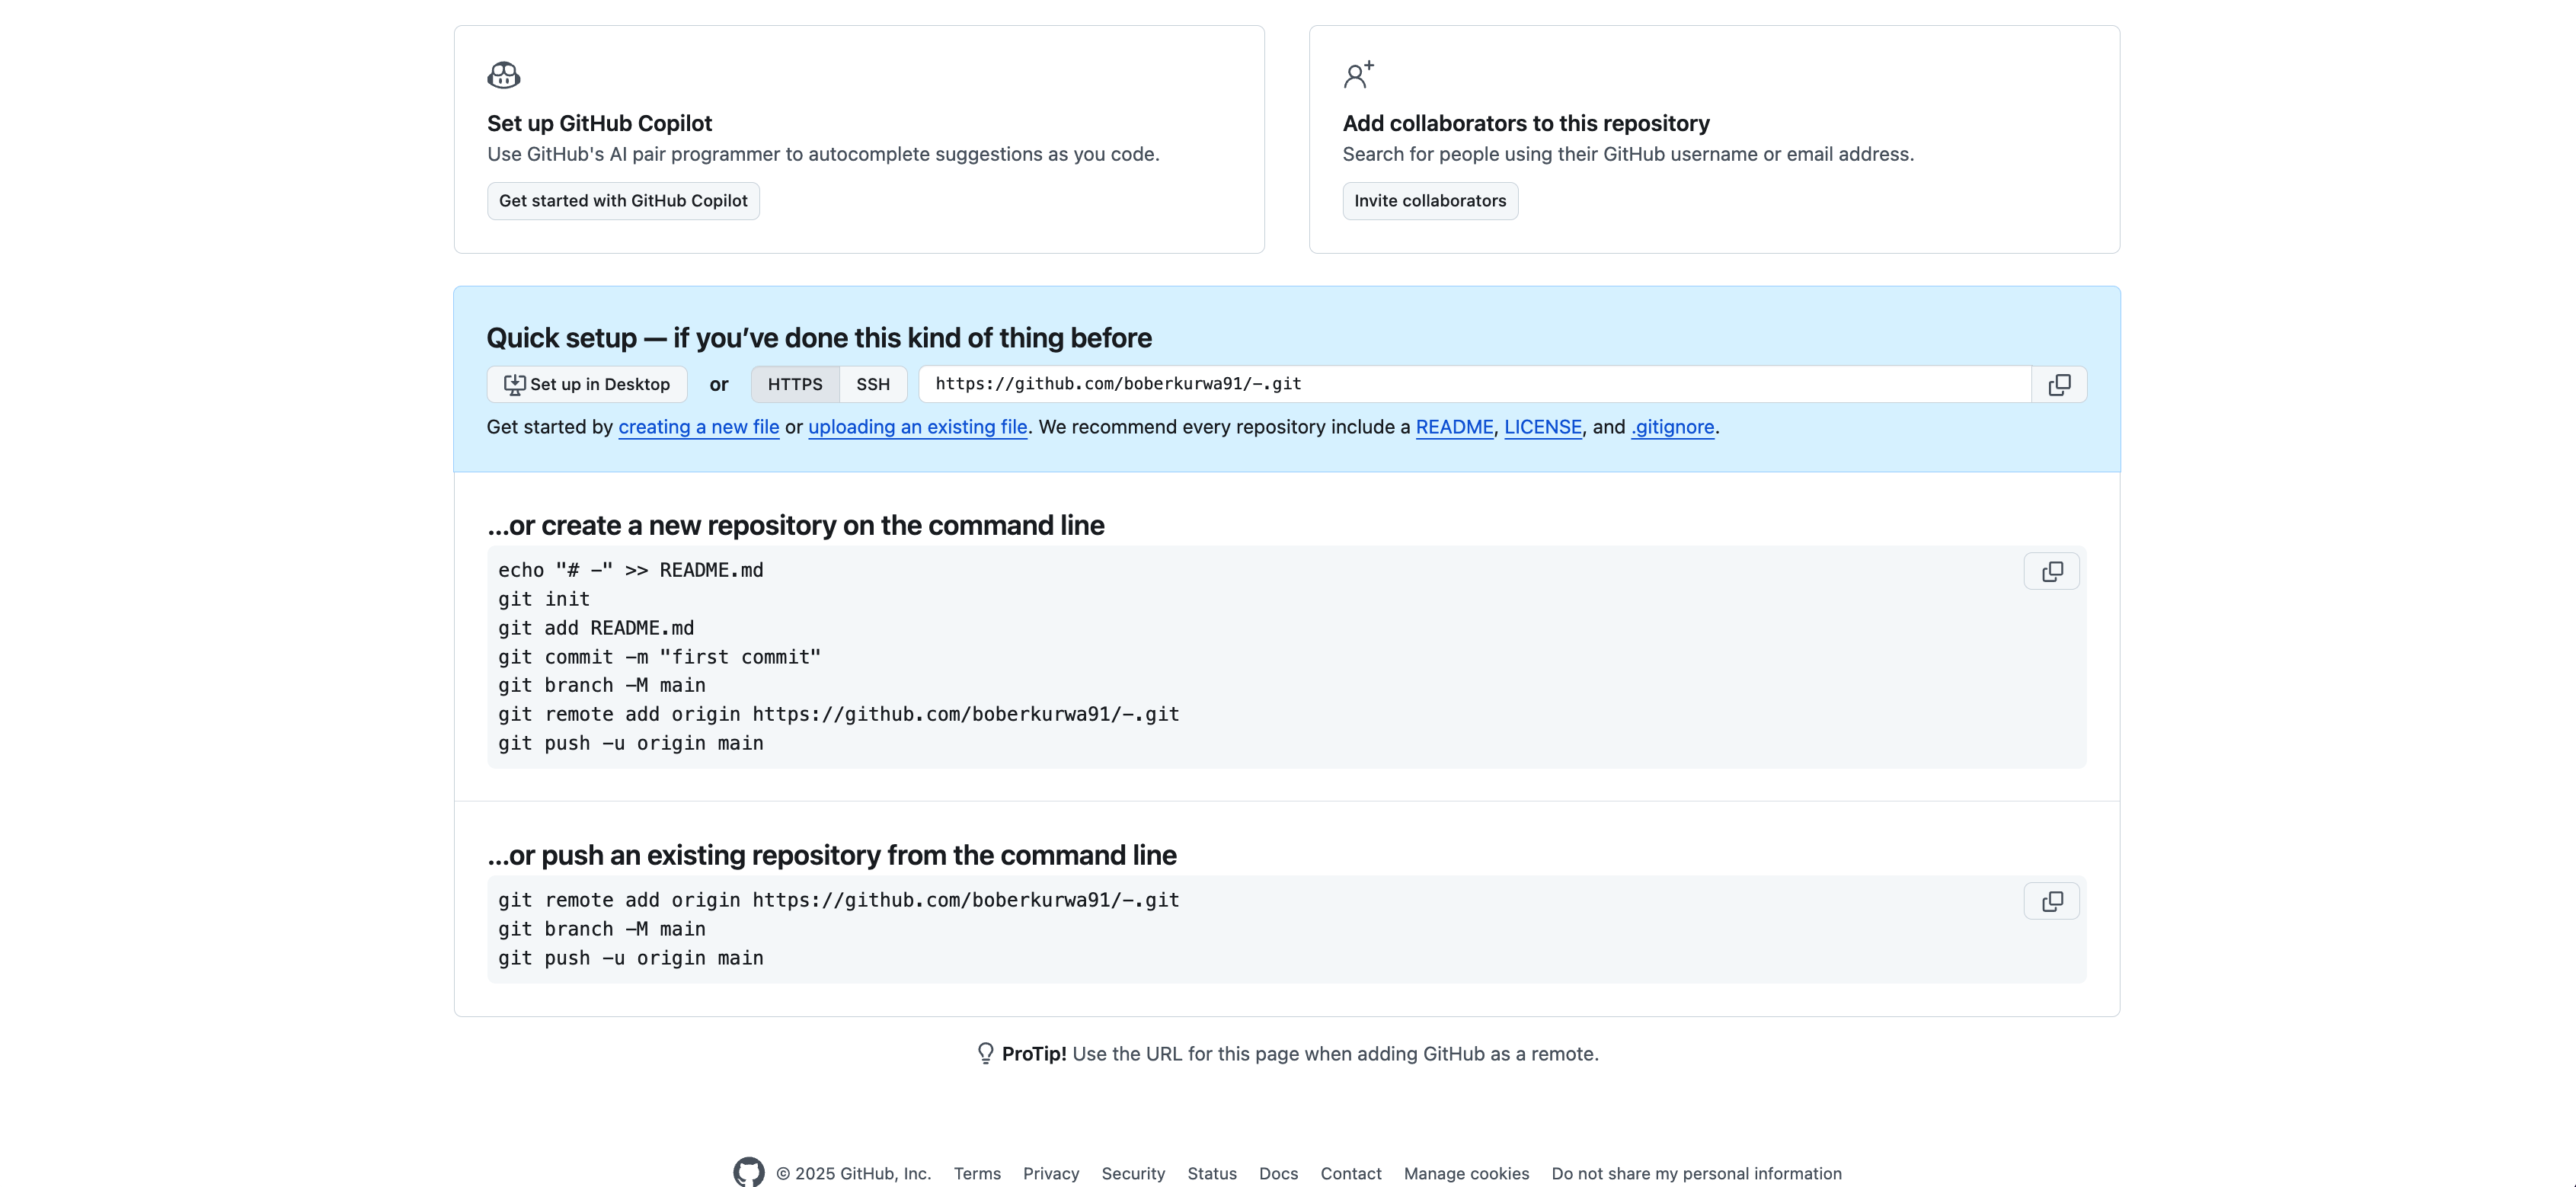 Set up GitHub Copilot
Use GitHub's AI pair programmer to autocomplete suggestions as you code.
Get started with GitHub Copilot
Add collaborators to this repository
Search for people using their GitHub username or email address.
Invite collaborators
Quick setup — if you’ve done this kind of thing before
Set up in Desktop or HTTPS SSH https://github.com/boberkurwa91/-.git
Get started by creating a new file or uploading an existing file. We recommend every repository include a README, LICENSE, and .gitignore.
…or create a new repository on the command line
echo "# -" >> README.md
git init
git add README.md
git commit -m "first commit"
git branch -M main
git remote add origin https://github.com/boberkurwa91/-.git
git push -u origin main
…or push an existing repository from the command line
git remote add origin https://github.com/boberkurwa91/-.git
git branch -M main
git push -u origin main
ProTip! Use the URL for this page when adding GitHub as a remote.
© 2025 GitHub, Inc. Terms Privacy Security Status Docs Contact Manage cookies Do not share my personal information